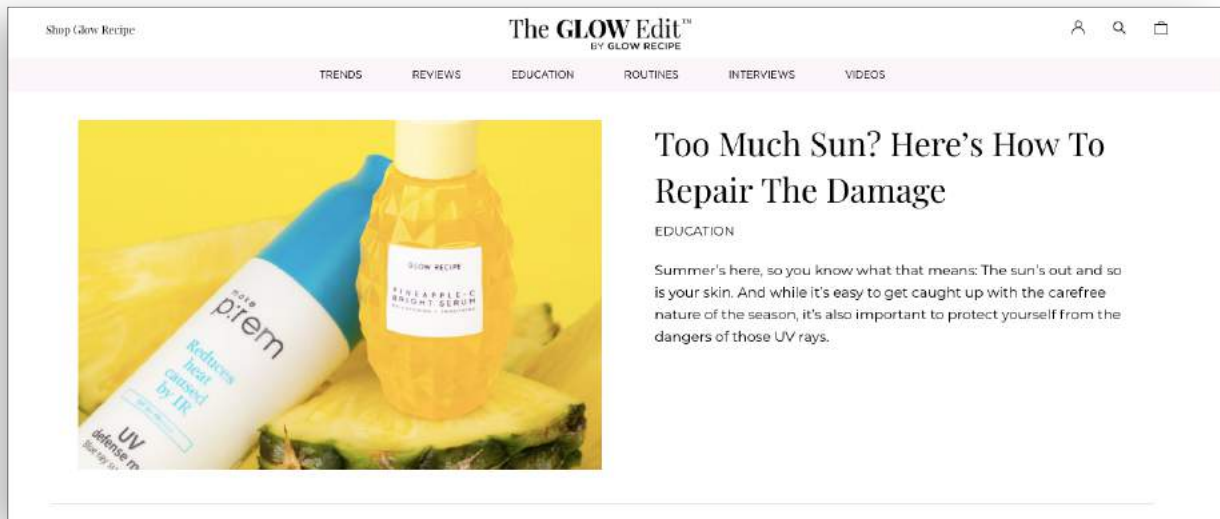 Shop Glow Recipe
The GLOW Edit™
BY GLOW RECIPE
TRENDS REVIEWS EDUCATION ROUTINES INTERVIEWS VIDEOS
Too Much Sun? Here's How To
Repair The Damage
EDUCATION
Summer's here, so you know what that means: The sun's out and so
is your skin. And while it's easy to get caught up with the carefree
nature of the season, it's also important to protect yourself from the
dangers of those UV rays.
make
p:rem
Reduces
heat
caused
by IR
UV
defense
GLOW RECIPE
PINEAPPLE-C
BRIGHT SERUM